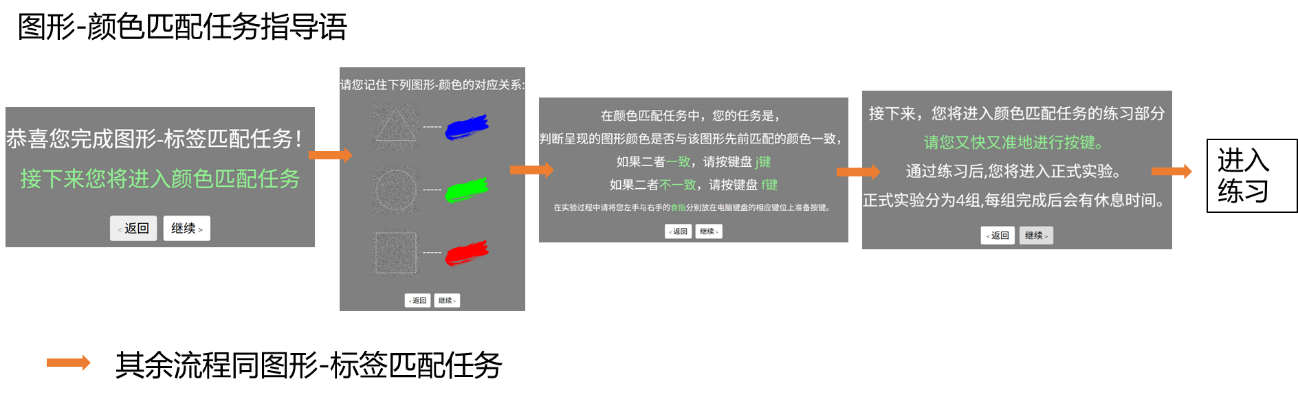 图形-颜色匹配任务指导语
恭喜您完成图形-标签匹配任务!
接下来您将进入颜色匹配任务
< 返回 继续 >
请您记住下列图形-颜色的对应关系:
< 返回 继续 >
在颜色匹配任务中，您的任务是，
判断呈现的图形颜色是否与该图形先前匹配的颜色一致，
如果二者一致，请按键盘 j键
如果二者不一致，请按键盘 f键
在实验过程中请将您左手与右手的食指分别放在电脑键盘的相应键位上准备按键。
< 返回 继续 >
接下来，您将进入颜色匹配任务的练习部分
请您又快又准地进行按键。
通过练习后,您将进入正式实验。
正式实验分为4组,每组完成后会有休息时间。
< 返回 继续 >
进入
练习
其余流程同图形-标签匹配任务